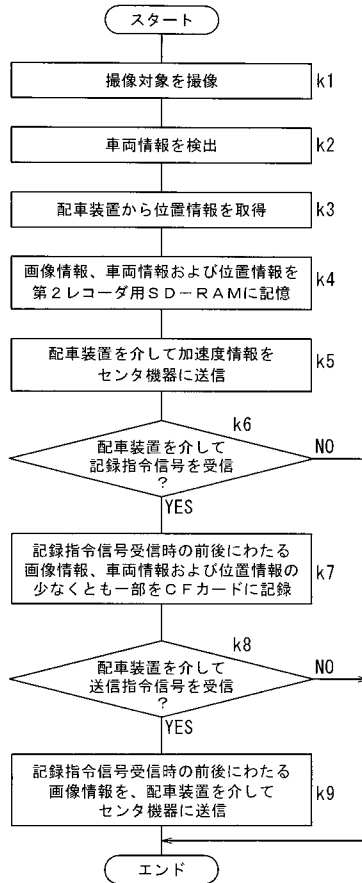 スタート
撮像対象を撮像
k1
車両情報を検出
k2
配車装置から位置情報を取得
k3
画像情報、車両情報および位置情報を
第2レコーダ用SD-RAMに記憶
k4
配車装置を介して加速度情報を
センタ機器に送信
k5
k6
配車装置を介して
記録指令信号を受信
?
NO
YES
記録指令信号受信時の前後にわたる
画像情報、車両情報および位置情報の
少なくとも一部をCFカードに記録
k7
k8
配車装置を介して
送信指令信号を受信
?
NO
YES
記録指令信号受信時の前後にわたる
画像情報を、配車装置を介して
センタ機器に送信
k9
エンド